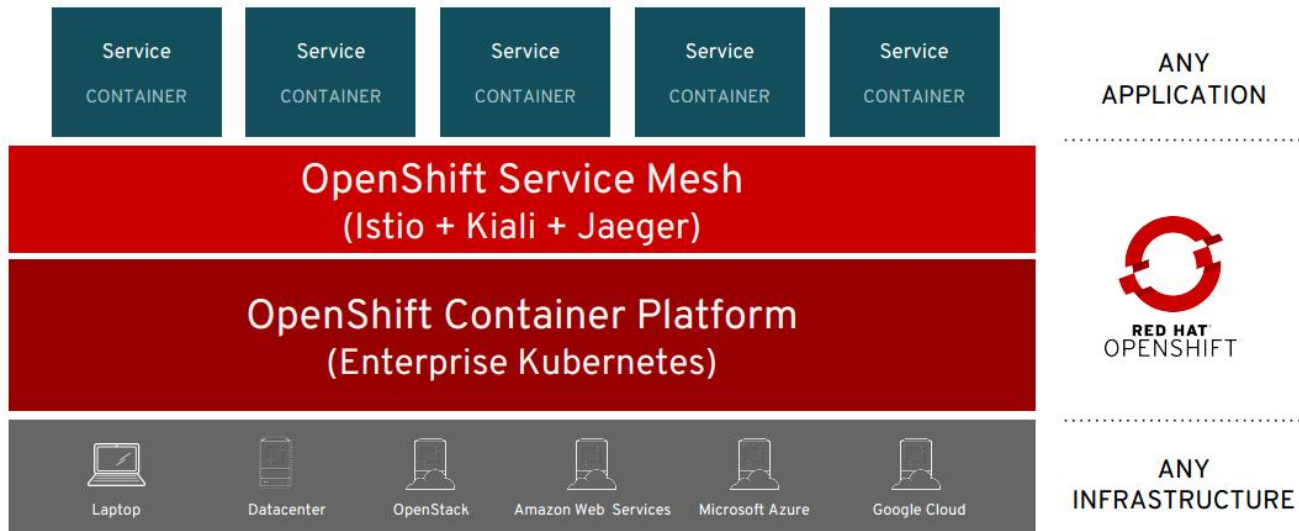 Service
CONTAINER
Service
CONTAINER
Service
CONTAINER
Service
CONTAINER
Service
CONTAINER
ANY
APPLICATION
OpenShift Service Mesh
(Istio + Kiali + Jaeger)
OpenShift Container Platform
(Enterprise Kubernetes)
RED HAT
OPENSHIFT
Laptop
Datacenter
OpenStack
Amazon Web Services
Microsoft Azure
Google Cloud
ANY
INFRASTRUCTURE